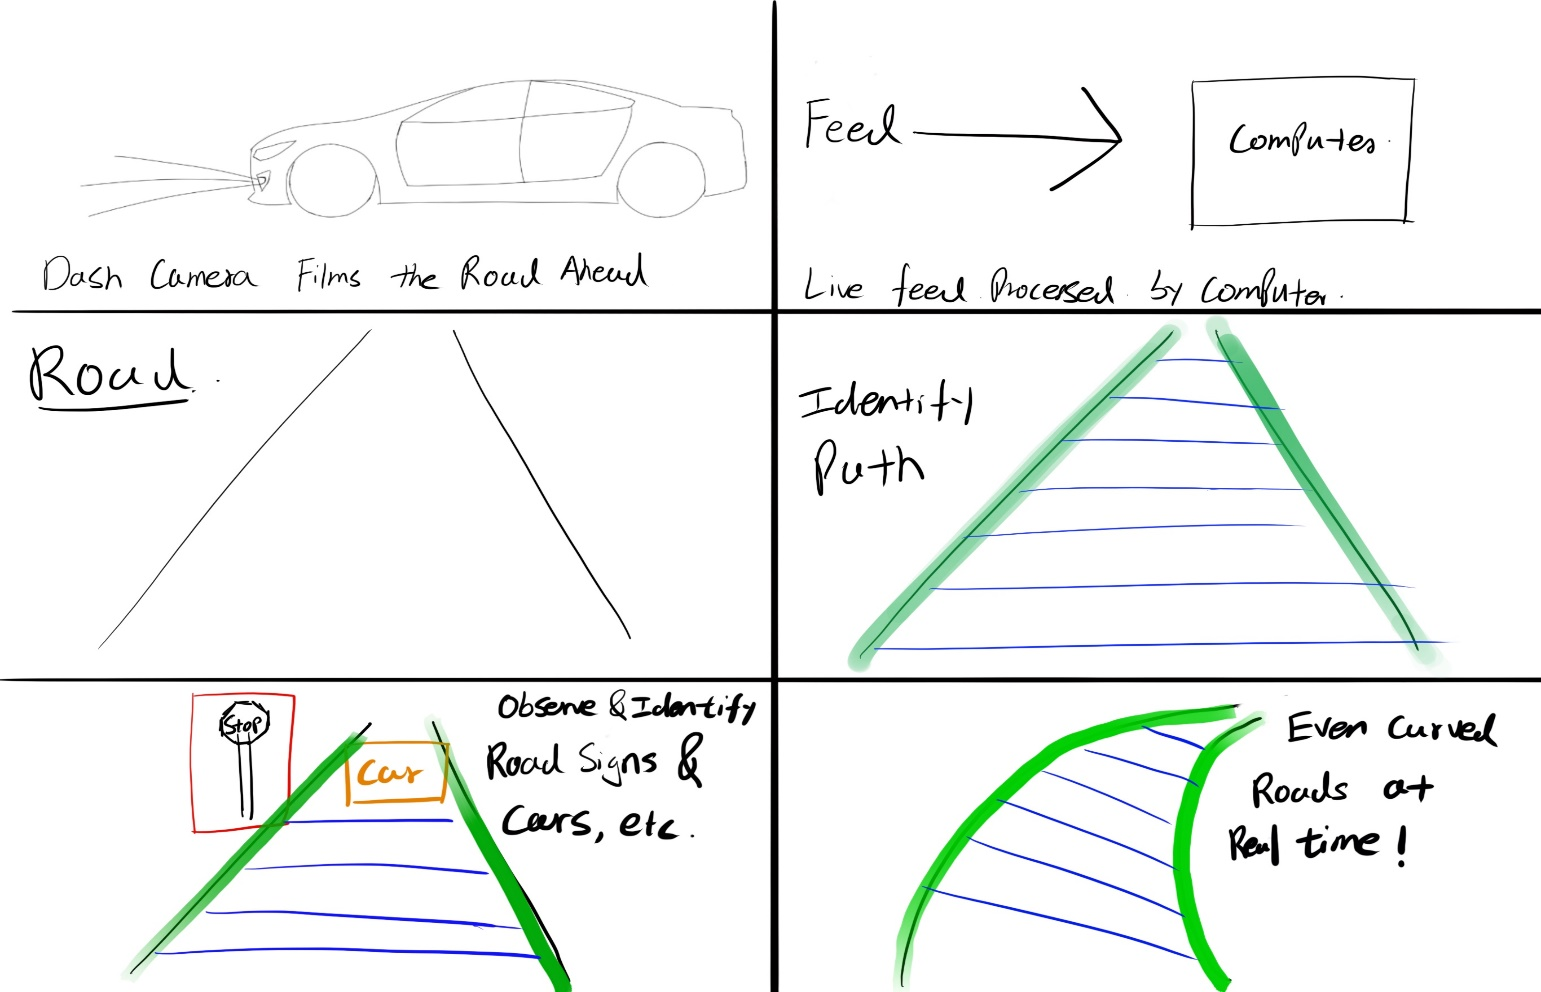 Dash Camera Films the Road Ahead
Feed
Computer
Live feed Processed by Computer.
Road.
Identify
Path
Stop
Car
Observe & Identify
Road Signs &
Cars, etc.
Even Curved
Roads at
Real time!